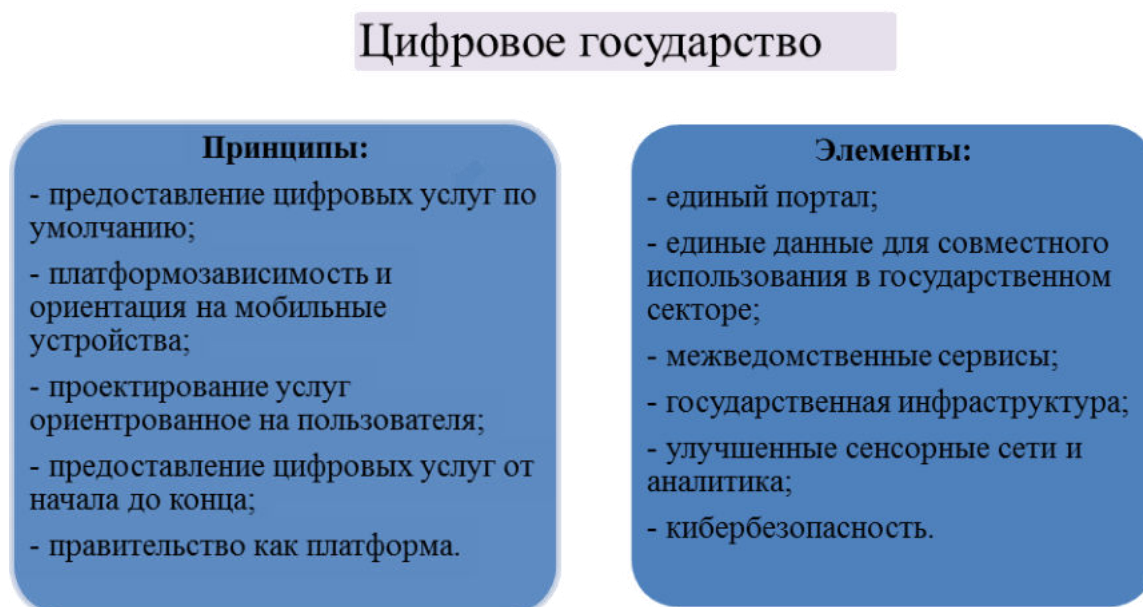 Цифровое государство
Принципы:
- предоставление цифровых услуг по
умолчанию;
- платформозависимость и
ориентация на мобильные
устройства;
- проектирование услуг
ориентрованное на пользователя;
- предоставление цифровых услуг от
начала до конца;
- правительство как платформа.
Элементы:
- единый портал;
- единые данные для совместного
использования в государственном
секторе;
- межведомственные сервисы;
- государственная инфраструктура;
- улучшенные сенсорные сети и
аналитика;
- кибербезопасность.